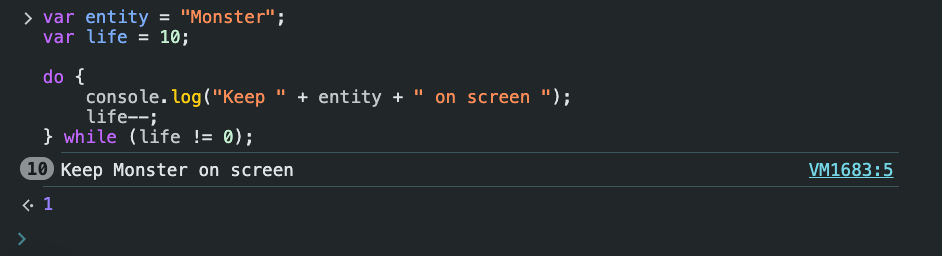 > var entity = "Monster";
var life = 10;
do {
    console.log("Keep " + entity + " on screen ");
    life--;
} while (life != 0);
10 Keep Monster on screen VM1683:5
1
>